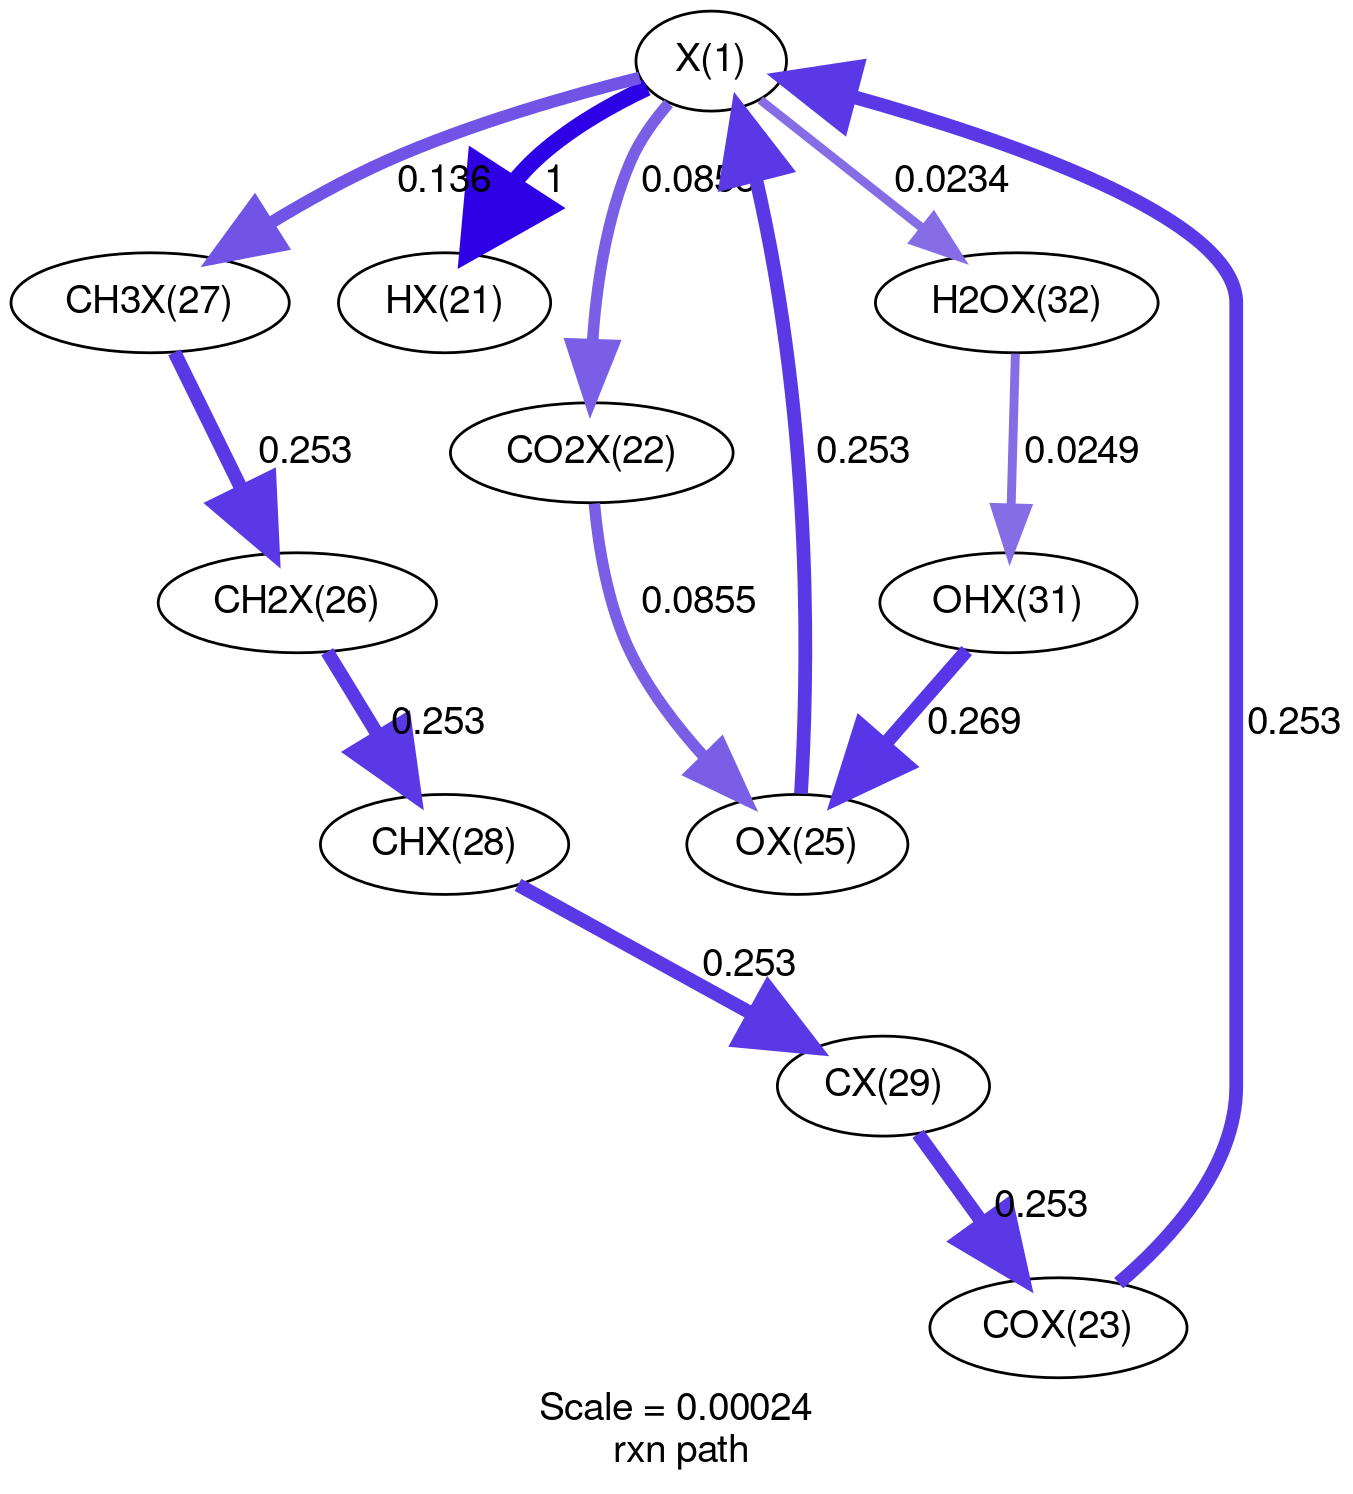 X(1)
0.136
1
0.0234
CH3X(27)
HX(21)
H2OX(32)
0.253
CO2X(22)
0.253
0.0249
CH2X(26)
0.0855
OHX(31)
0.253
0.269
0.253
CHX(28)
OX(25)
0.253
CX(29)
0.253
COX(23)
Scale = 0.00024
rxn path